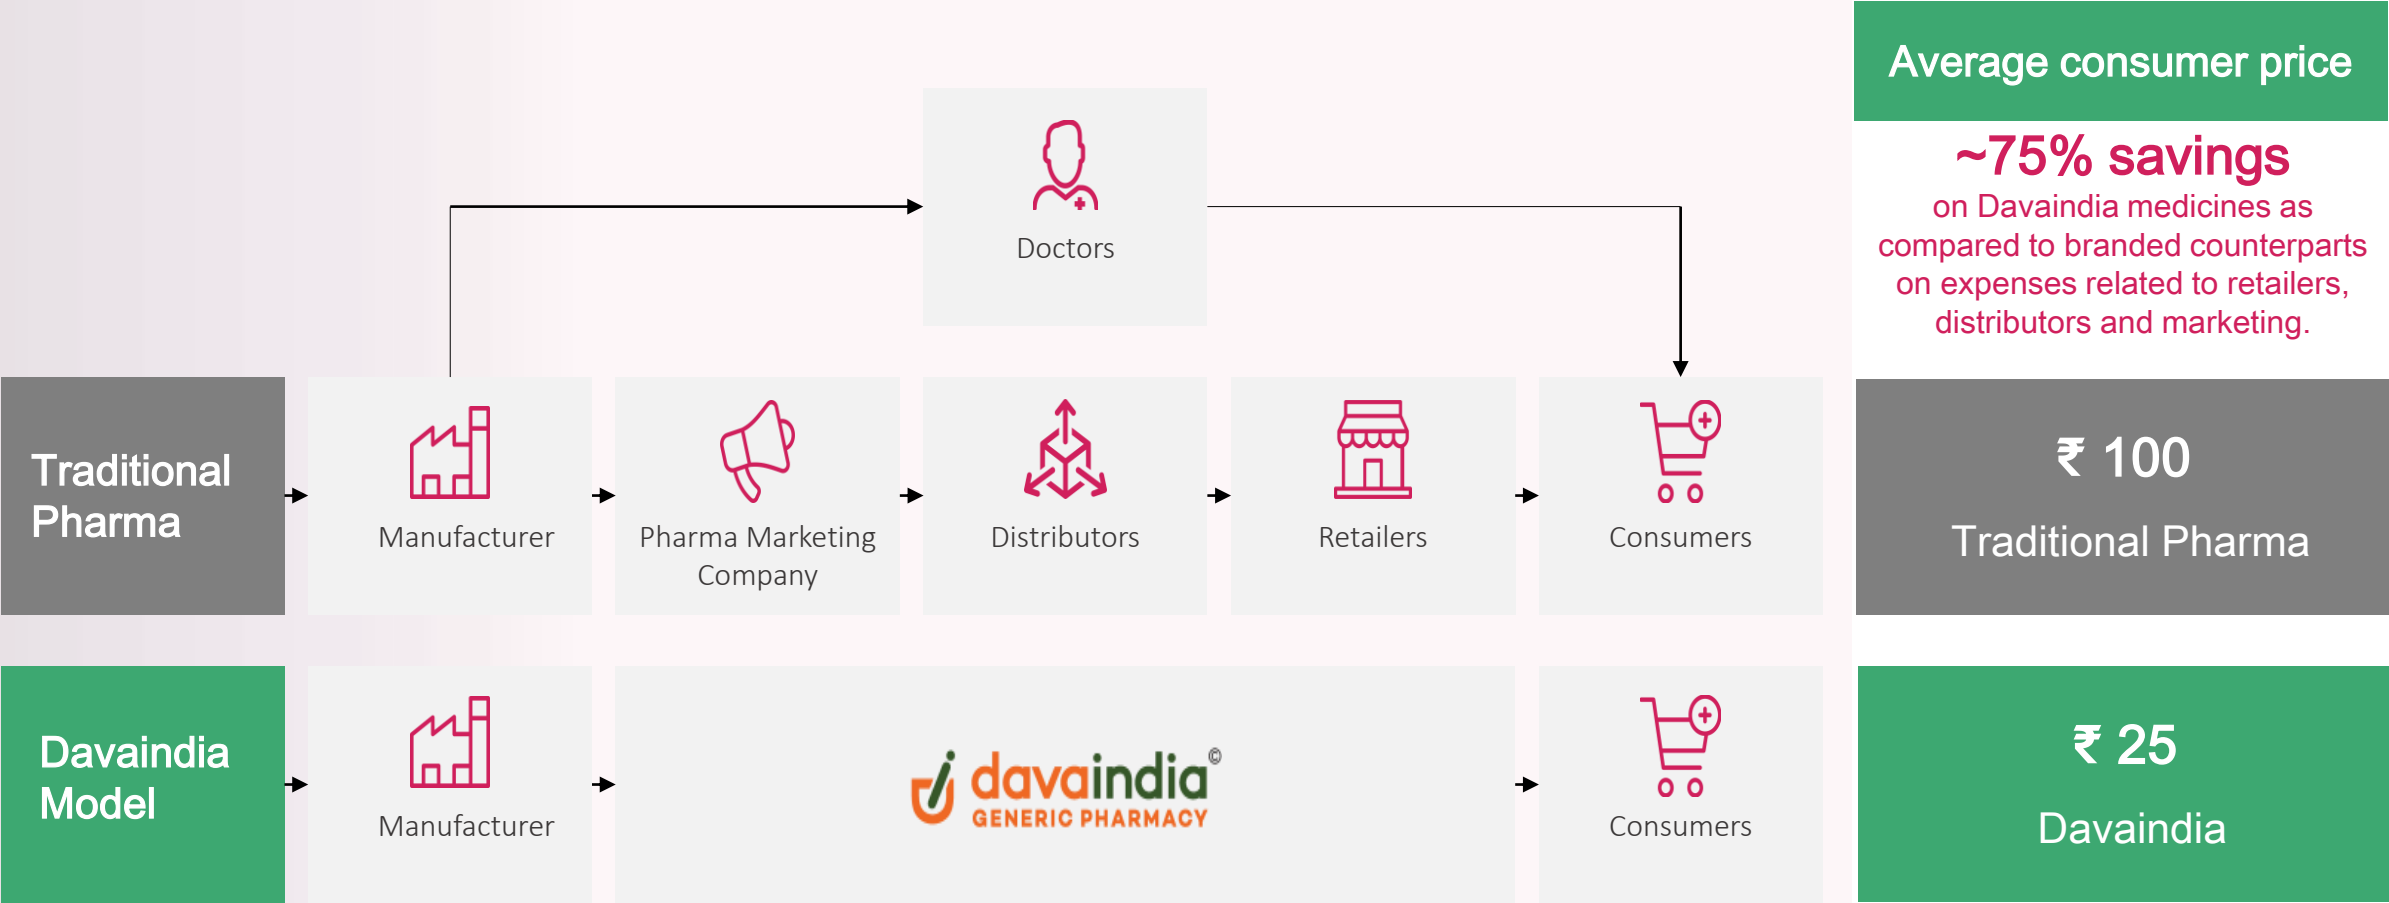 Average consumer price
~75% savings
on Davaindia medicines as
compared to branded counterparts
on expenses related to retailers,
distributors and marketing.
Doctors
Traditional
Pharma
Manufacturer
Pharma Marketing
Company
Distributors
Retailers
Consumers
₹ 100
Traditional Pharma
Davaindia
Model
Manufacturer
davaindia©
GENERIC PHARMACY
Consumers
₹ 25
Davaindia